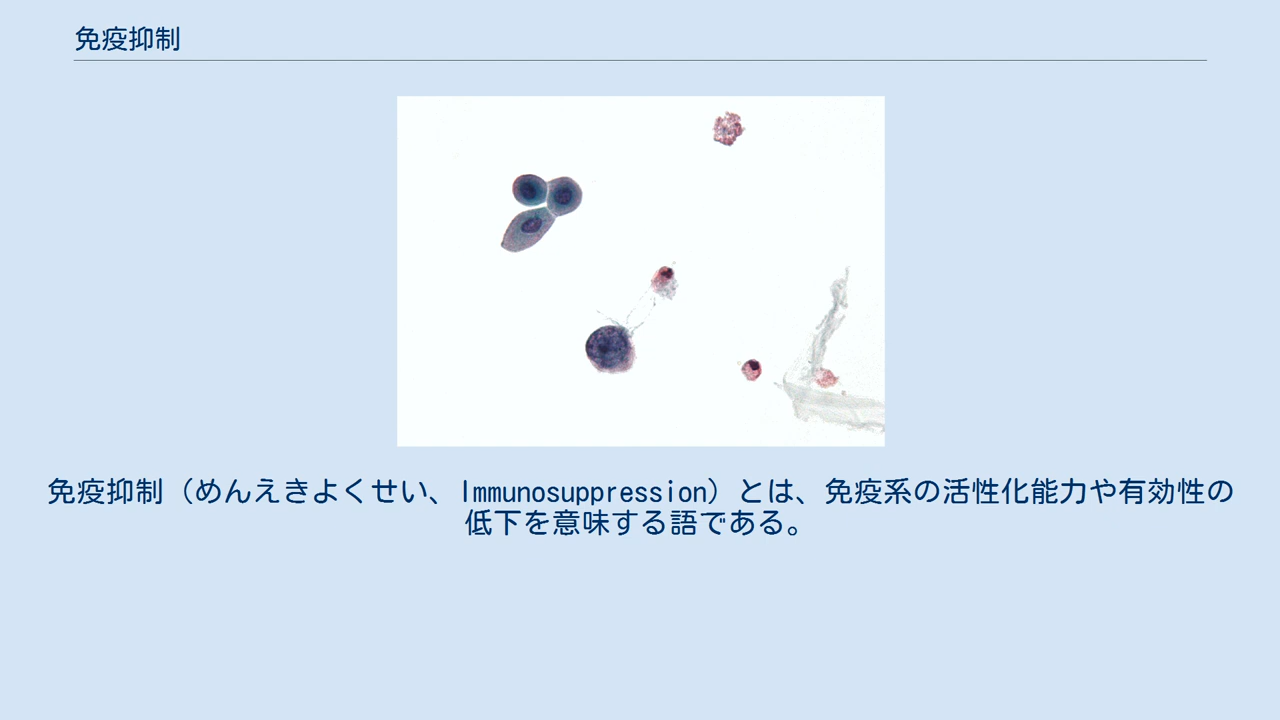 免疫抑制
免疫抑制（めんえきよくせい、Immunosuppression）とは、免疫系の活性化能力や有効性の
低下を意味する語である。